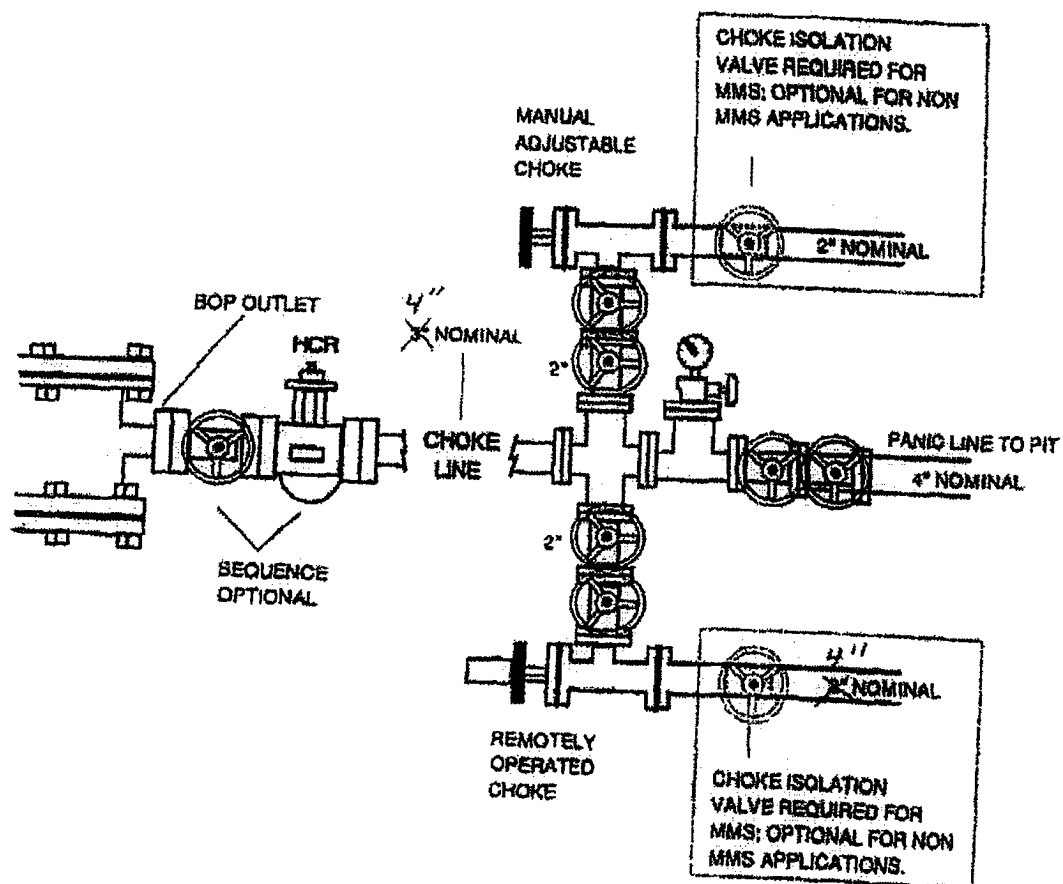 CHOKE ISOLATION
VALVE REQUIRED FOR
MMS; OPTIONAL FOR NON
MMS APPLICATIONS.
MANUAL
ADJUSTABLE
CHOKE
2" NOMINAL
BOP OUTLET
4"
3" NOMINAL
HCR
2"
CHOKE
LINE
PANIC LINE TO PIT
4" NOMINAL
2"
SEQUENCE
OPTIONAL
4"
2" NOMINAL
REMOTELY
OPERATED
CHOKE
CHOKE ISOLATION
VALVE REQUIRED FOR
MMS; OPTIONAL FOR NON
MMS APPLICATIONS.